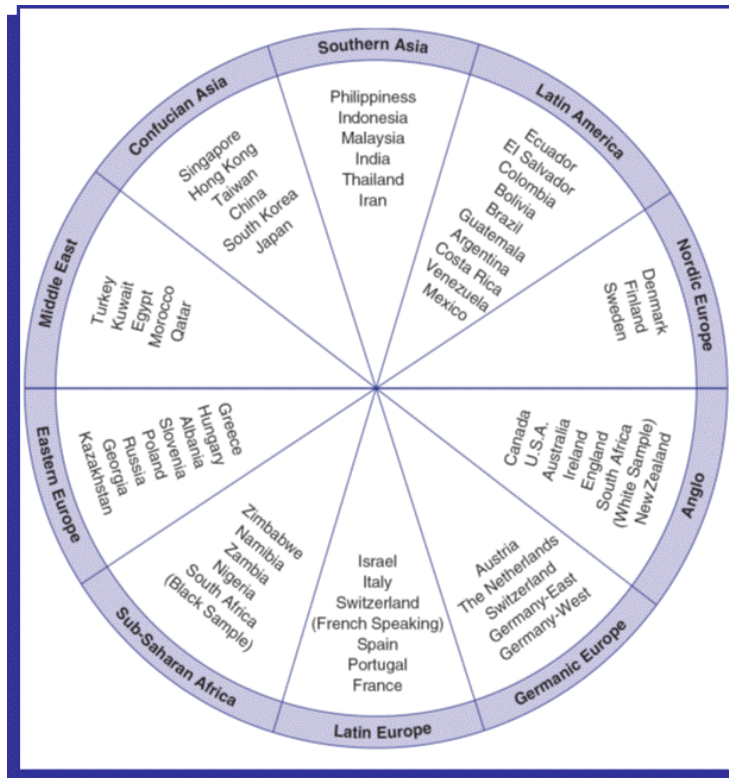 Southern Asia
Philippiness
Indonesia
Malaysia
India
Thailand
Iran
Latin America
Ecuador
El Salvador
Colombia
Bolivia
Brazil
Guatemala
Argentina
Costa Rica
Venezuela
Mexico
Nordic Europe
Denmark
Finland
Sweden
Anglo
Canada
U.S.A.
Australia
Ireland
England
South Africa
(White Sample)
New Zealand
Germanic Europe
Austria
The Netherlands
Switzerland
Germany-East
Germany-West
Latin Europe
Israel
Italy
Switzerland
(French Speaking)
Spain
Portugal
France
Sub-Saharan Africa
Zimbabwe
Namibia
Zambia
Nigeria
South Africa
(Black Sample)
Eastern Europe
Greece
Hungary
Albania
Slovenia
Poland
Russia
Georgia
Kazakhstan
Middle East
Turkey
Kuwait
Egypt
Morocco
Qatar
Confucian Asia
Singapore
Hong Kong
Taiwan
China
South Korea
Japan